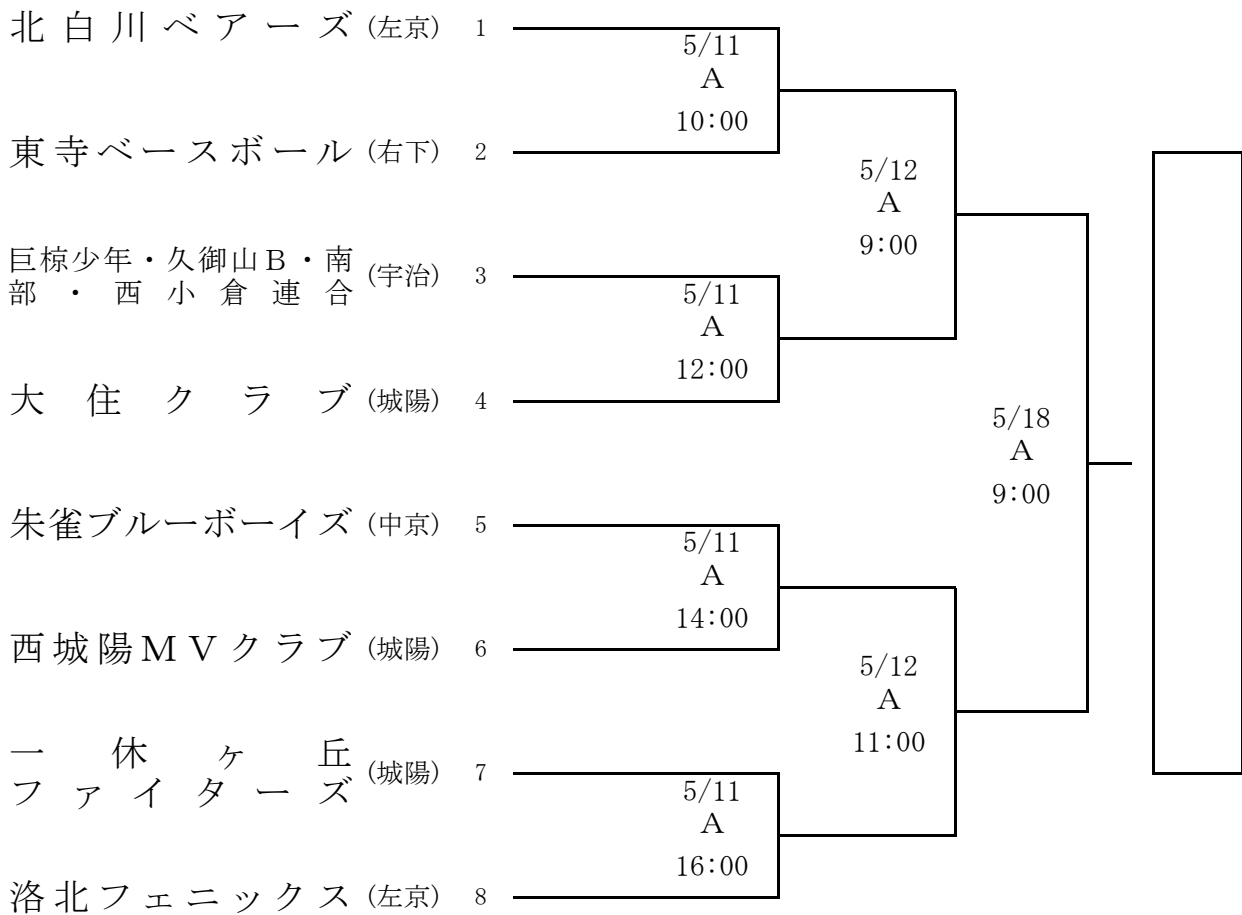 北白川ベアーズ (左京) 1
5/11
A
10:00
東寺ベースボール (右下) 2
5/12
A
9:00
巨椋少年・久御山B・南
部・西小倉連合
(宇治) 3
5/11
A
12:00
大住クラブ (城陽) 4
5/18
A
9:00
朱雀ブルーボーイズ (中京) 5
5/11
A
14:00
西城陽MVクラブ (城陽) 6
5/12
A
11:00
一休ヶ丘
ファイターズ
(城陽) 7
5/11
A
16:00
洛北フェニックス (左京) 8